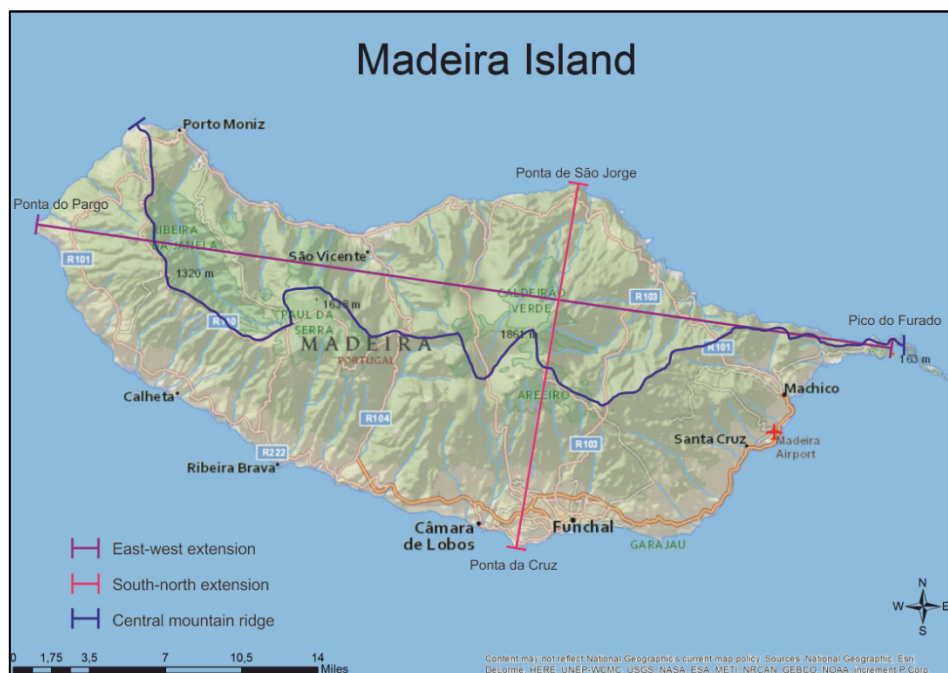 Madeira Island
Porto Moniz
Ponta de São Jorge
Ponta do Pargo
RIBEIRA
DA JANELA
São Vicente
R101
1320 m
CALDEIRÃO
VERDE
R103
1638 m
R110
PAUL DA
SERRA
MADEIRA
PORTUGAL
1861 m
R101
Pico do Furado
163 m
Calheta
AREEIRO
Machico
R104
R103
Santa Cruz
Madeira
Airport
R222
Ribeira Brava
Câmara
de Lobos
Funchal
GARAJAU
Ponta da Cruz
East-west extension
South-north extension
Central mountain ridge
N
W E
S
0 1,75 3,5 7 10,5 14
Miles
Content may not reflect National Geographic's current map policy. Sources: National Geographic, Esri,
DeLorme, HERE, UNEP-WCMC, USGS, NASA, ESA, METI, NRCAN, GEBCO, NOAA, increment P Corp.